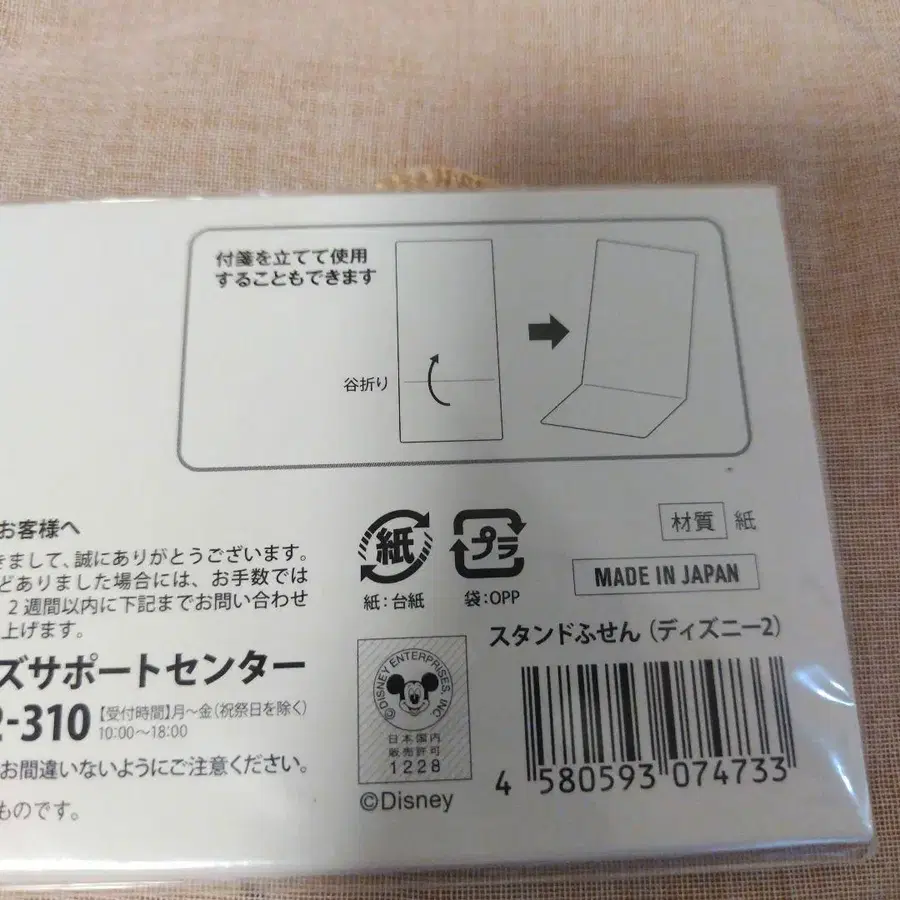 付箋を立てて使用
することもできます
谷折り
お客様へ
きまして、誠にありがとうございます。
どありました場合には、お手数では
2週間以内に下記までお問い合わせ
上げます。
ズサポートセンター
2-310
【受付時間】月～金(祝祭日を除く)
10:00～18:00
お間違いないようにご注意ください。
ものです。
紙
紙:台紙
プラ
袋:OPP
材質 紙
MADE IN JAPAN
スタンドふせん(ディズニー2)
©DISNEY ENTERPRISES, INC.
日本国内
販売許可
1228
©Disney
4 580593 074733